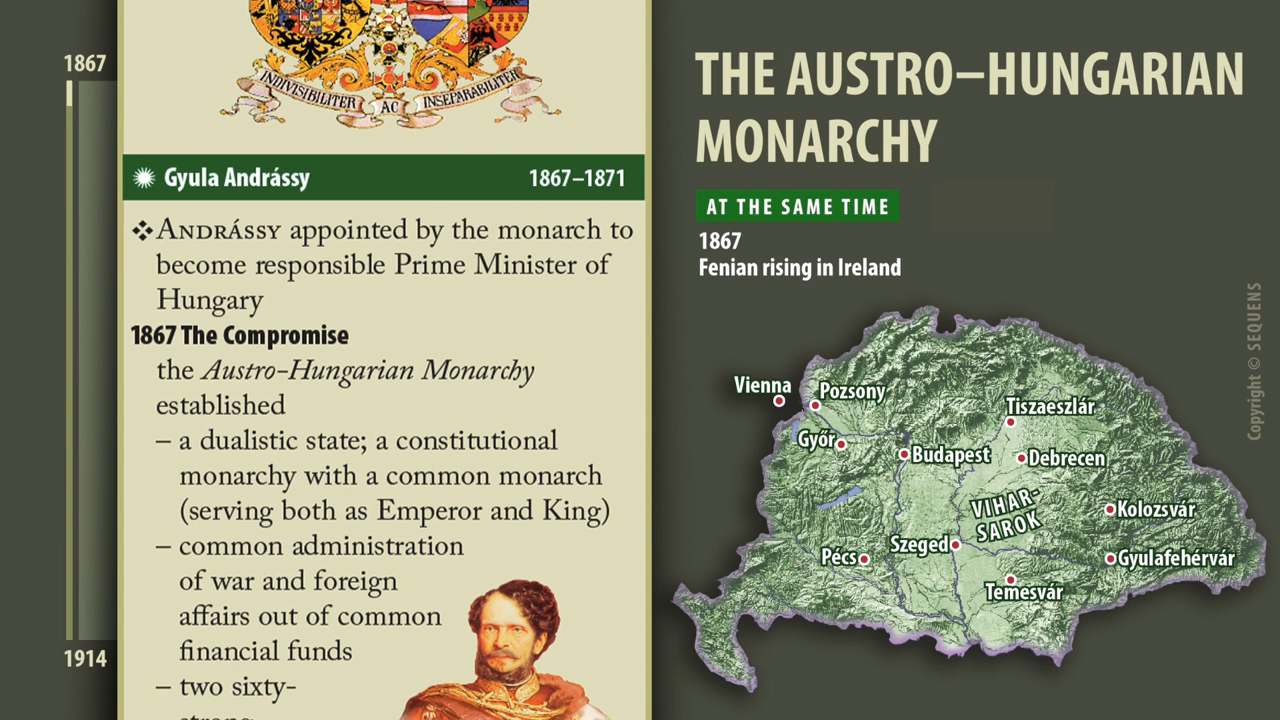 1867
1914
INDIVISIBILITER AC INSEPARABILITER
Gyula Andrássy 1867–1871
ANDRÁSSY appointed by the monarch to
become responsible Prime Minister of
Hungary
1867 The Compromise
the Austro-Hungarian Monarchy
established
– a dualistic state; a constitutional
monarchy with a common monarch
(serving both as Emperor and King)
– common administration
of war and foreign
affairs out of common
financial funds
– two sixty-
THE AUSTRO–HUNGARIAN
MONARCHY
AT THE SAME TIME
1867
Fenian rising in Ireland
Vienna
Pozsony
Tiszaeszlár
Győr
Budapest
Debrecen
VIHAR-
SAROK
Kolozsvár
Szeged
Pécs
Gyulafehérvár
Temesvár
Copyright © SEQUENS